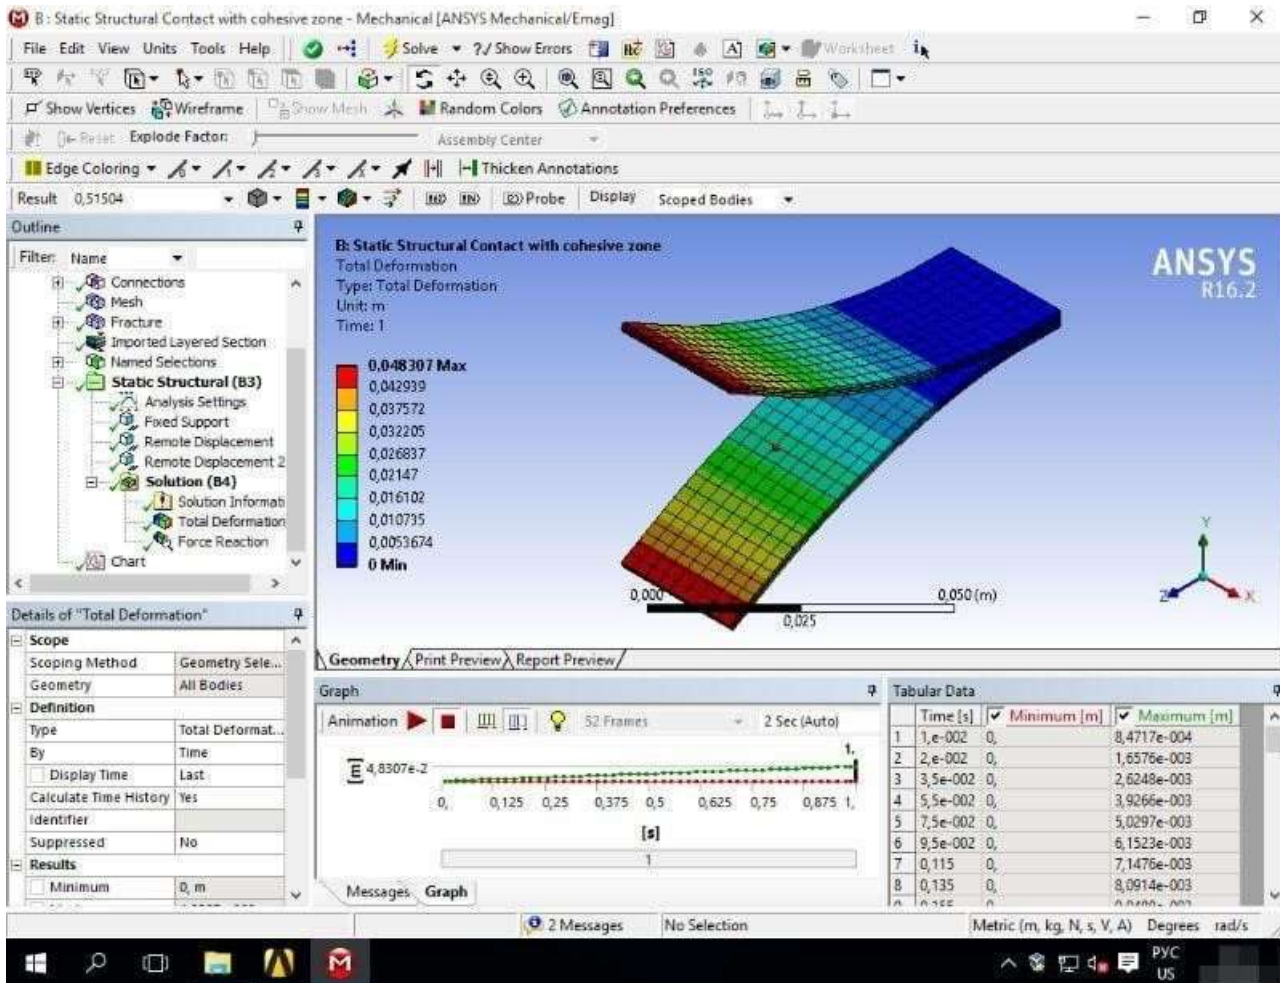 B : Static Structural Contact with cohesive zone - Mechanical [ANSYS Mechanical/Emag]
File Edit View Units Tools Help Solve ?/ Show Errors Worksheet
Show Vertices Wireframe Show Mesh Random Colors Annotation Preferences
Reset Explode Factor: Assembly Center
Edge Coloring Thicken Annotations
Result 0,51504 Probe Display Scoped Bodies
Outline
Filter: Name
Connections
Mesh
Fracture
Imported Layered Section
Named Selections
Static Structural (B3)
Analysis Settings
Fixed Support
Remote Displacement
Remote Displacement 2
Solution (B4)
Solution Informati
Total Deformation
Force Reaction
Chart
B: Static Structural Contact with cohesive zone
Total Deformation
Type: Total Deformation
Unit: m
Time: 1
0,048307 Max
0,042939
0,037572
0,032205
0,026837
0,02147
0,016102
0,010735
0,0053674
0 Min
ANSYS
R16.2
Y
Z
X
0,000
0,050 (m)
0,025
Geometry Print Preview Report Preview
Details of "Total Deformation"
Scope
Scoping Method Geometry Sele...
Geometry All Bodies
Definition
Type Total Deformat...
By Time
Display Time Last
Calculate Time History Yes
Identifier
Suppressed No
Results
Minimum 0, m
Graph
Animation 52 Frames 2 Sec (Auto)
1.
[m] 4,8307e-2
0, 0,125 0,25 0,375 0,5 0,625 0,75 0,875 1,
[s]
1
Messages Graph
Tabular Data
Time [s] Minimum [m] Maximum [m]
1 1,e-002 0, 8,4717e-004
2 2,e-002 0, 1,6576e-003
3 3,5e-002 0, 2,6248e-003
4 5,5e-002 0, 3,9266e-003
5 7,5e-002 0, 5,0297e-003
6 9,5e-002 0, 6,1523e-003
7 0,115 0, 7,1476e-003
8 0,135 0, 8,0914e-003
2 Messages No Selection Metric (m, kg, N, s, V, A) Degrees rad/s
РУС
US